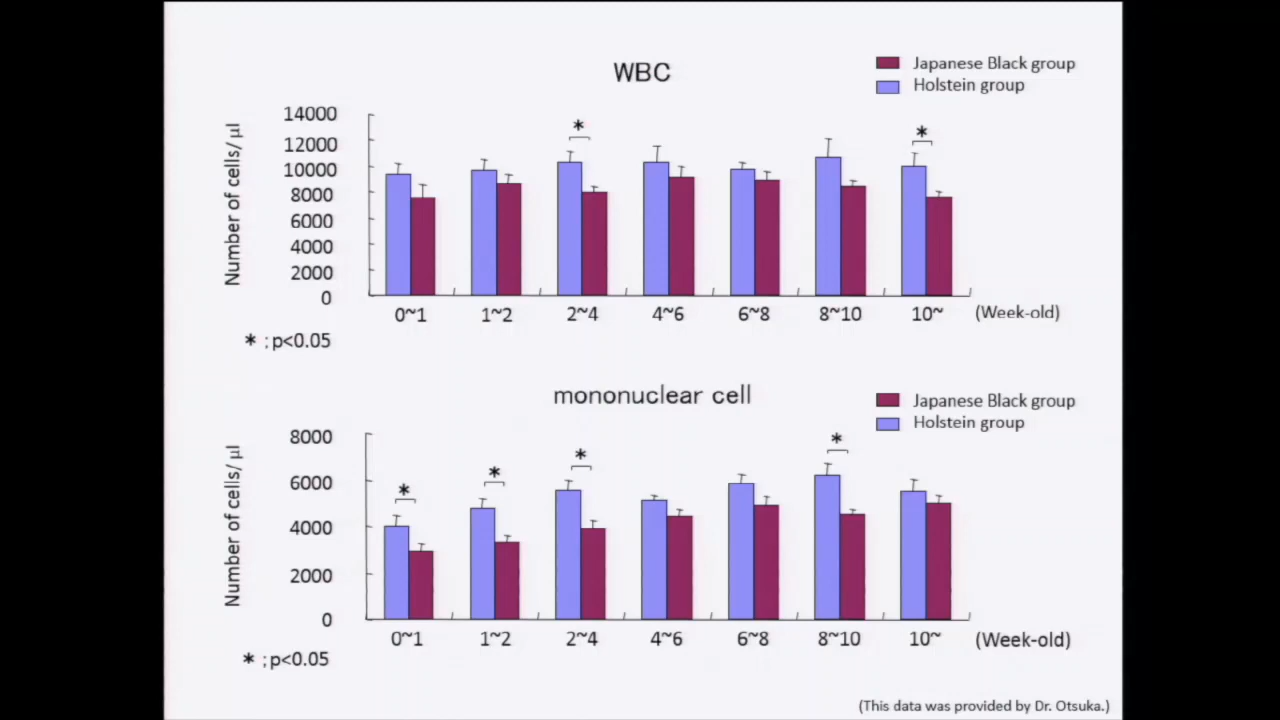 WBC
Japanese Black group
Holstein group
Number of cells/ μl
14000
12000
10000
8000
6000
4000
2000
0
*
*
0~1 1~2 2~4 4~6 6~8 8~10 10~ (Week-old)
* ; p<0.05
mononuclear cell
Japanese Black group
Holstein group
Number of cells/ μl
8000
6000
4000
2000
0
*
*
*
*
0~1 1~2 2~4 4~6 6~8 8~10 10~ (Week-old)
* ; p<0.05
(This data was provided by Dr. Otsuka.)